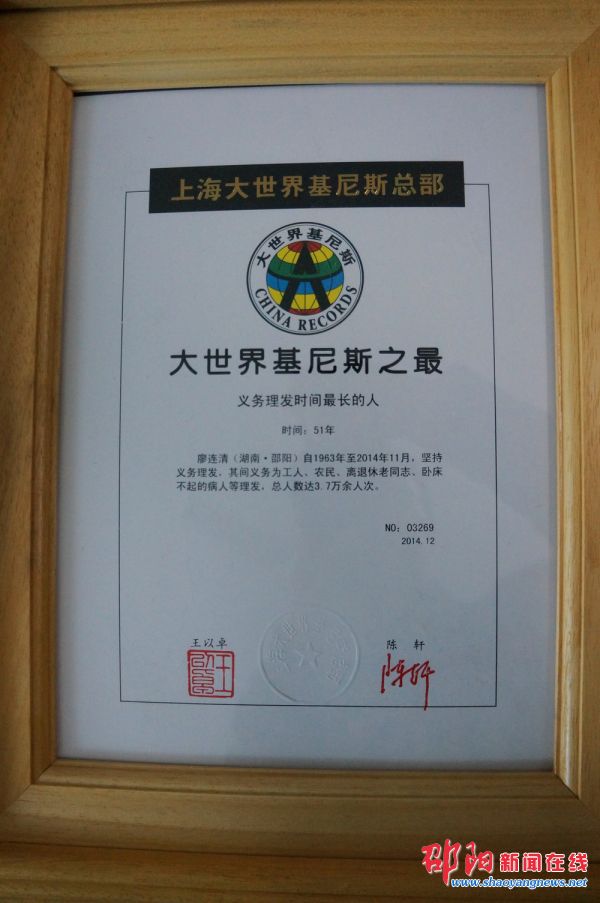 上海大世界基尼斯总部
大世界基尼斯
CHINA RECORDS
大世界基尼斯之最
义务理发时间最长的人
时间：51年
廖连清（湖南·邵阳）自1963年至2014年11月，坚持
义务理发，其间义务为工人、农民、离退休老同志、卧床
不起的病人等理发，总人数达3.7万余人次。
NO：03269
2014.12
王以卓
陈 轩
陈轩
邵阳新闻在线
www.shaoyangnews.net